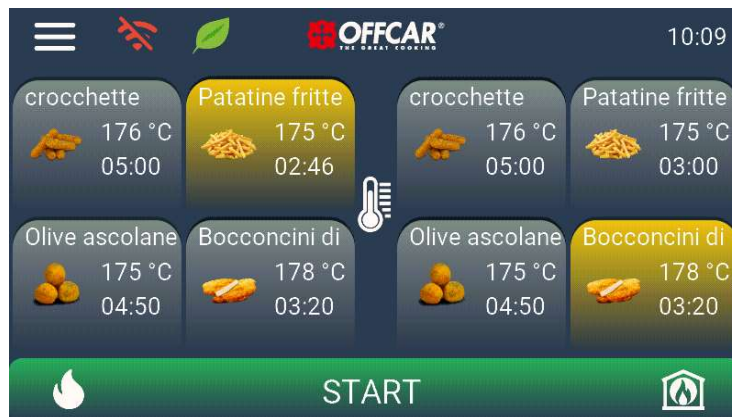 OFFCAR®
THE GREAT COOKING
10:09
crocchette
176 °C
05:00
Patatine fritte
175 °C
02:46
crocchette
176 °C
05:00
Patatine fritte
175 °C
03:00
Olive ascolane
175 °C
04:50
Bocconcini di
178 °C
03:20
Olive ascolane
175 °C
04:50
Bocconcini di
178 °C
03:20
START